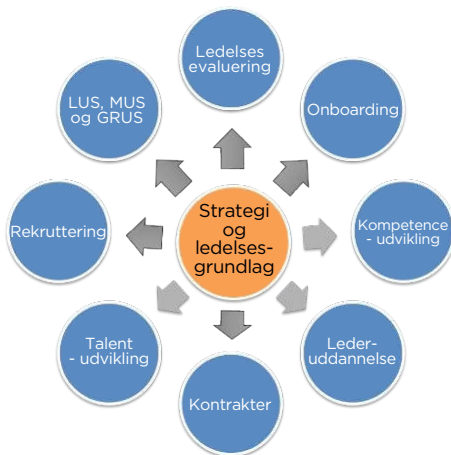 Ledelses
evaluering
Onboarding
Kompetence
- udvikling
Leder-
uddannelse
Kontrakter
Talent
- udvikling
Rekruttering
LUS, MUS
og GRUS
Strategi
og
ledelses-
grundlag